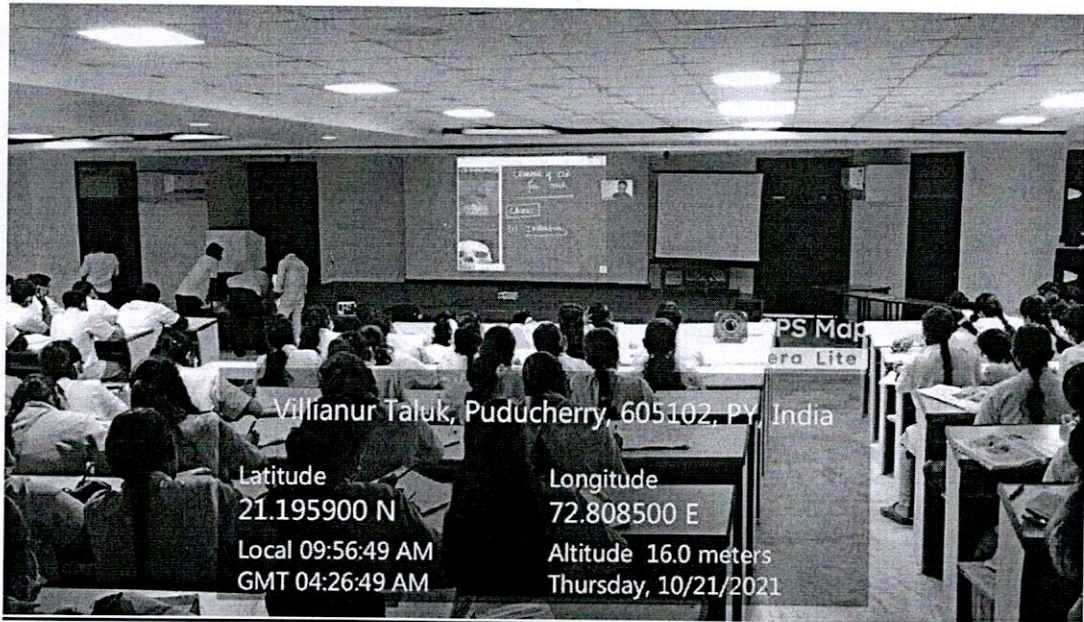 PS Map
era Lite
Villianur Taluk, Puducherry, 605102, PY, India
Latitude
21.195900 N
Longitude
72.808500 E
Local 09:56:49 AM
GMT 04:26:49 AM
Altitude 16.0 meters
Thursday, 10/21/2021